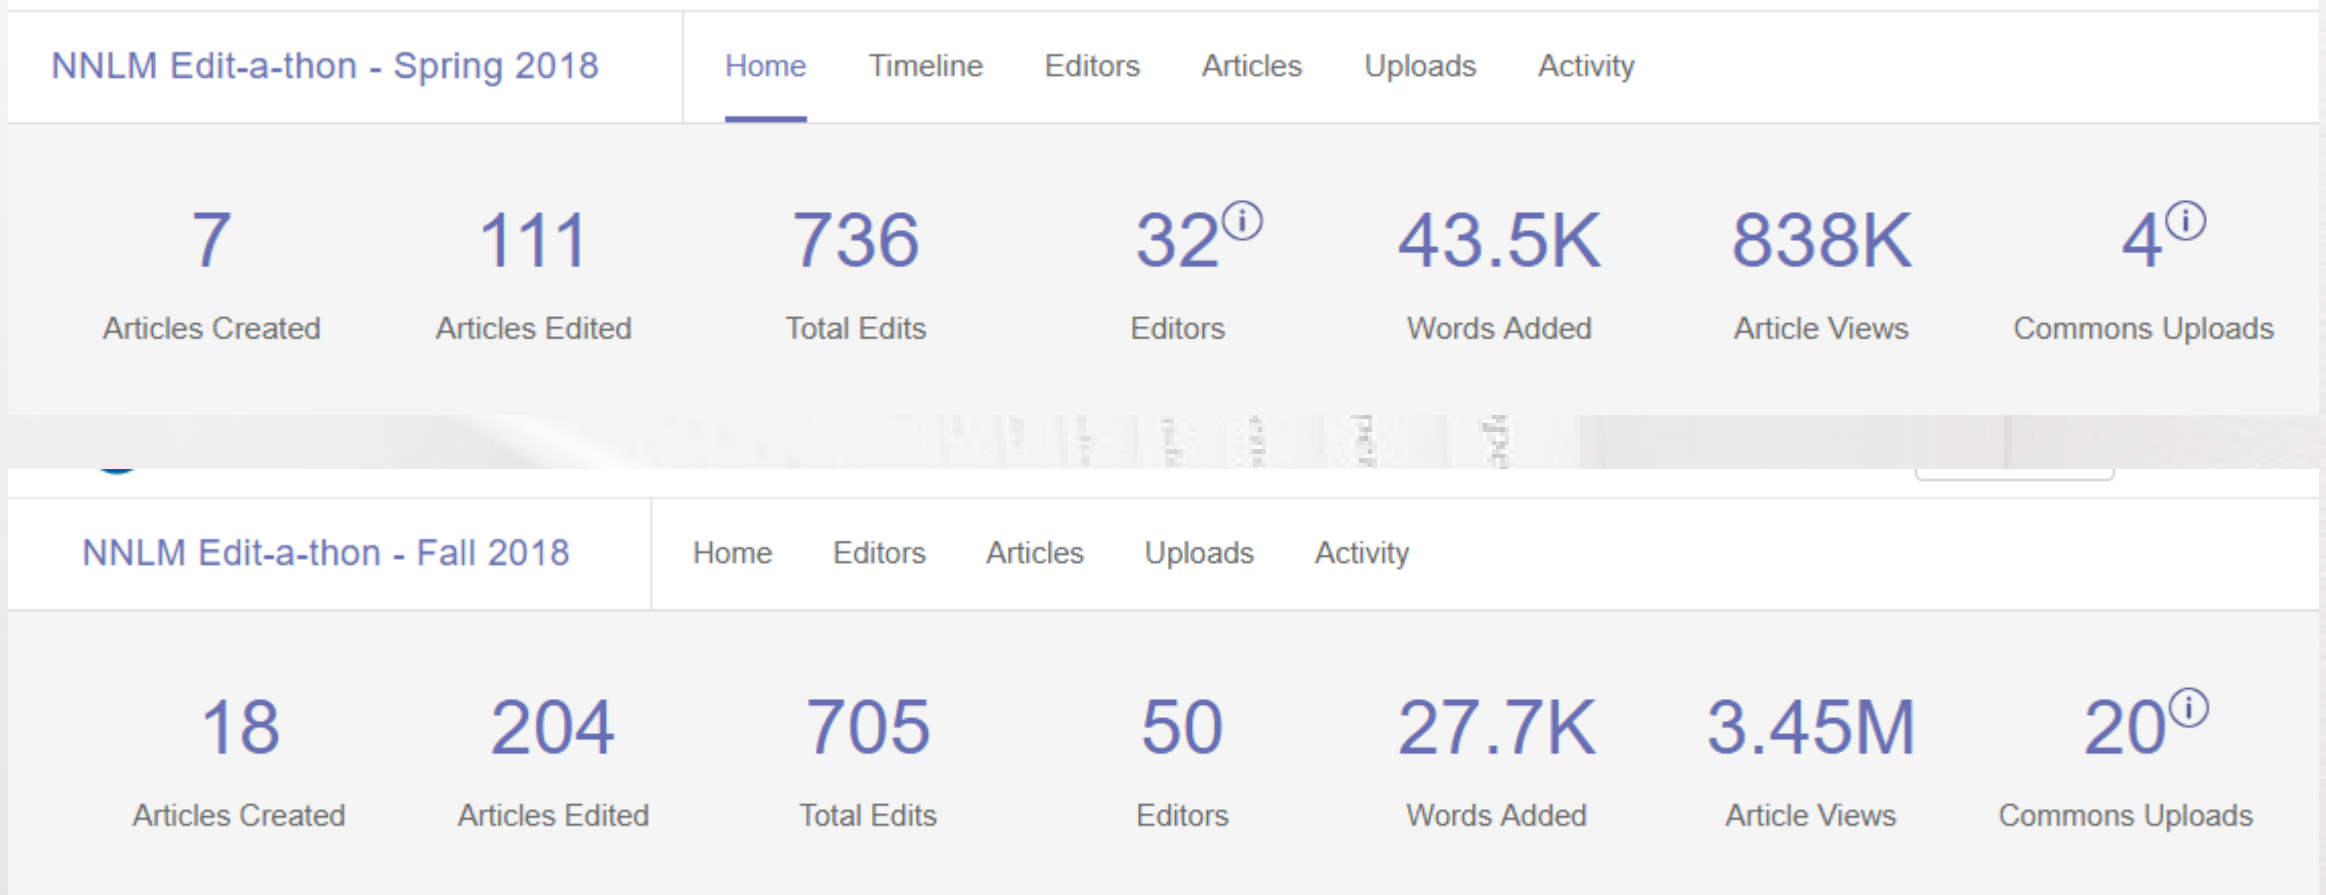 NNLM Edit-a-thon - Spring 2018 Home Timeline Editors Articles Uploads Activity
7 111 736 32 43.5K 838K 4
Articles Created Articles Edited Total Edits Editors Words Added Article Views Commons Uploads
NNLM Edit-a-thon - Fall 2018 Home Editors Articles Uploads Activity
18 204 705 50 27.7K 3.45M 20
Articles Created Articles Edited Total Edits Editors Words Added Article Views Commons Uploads